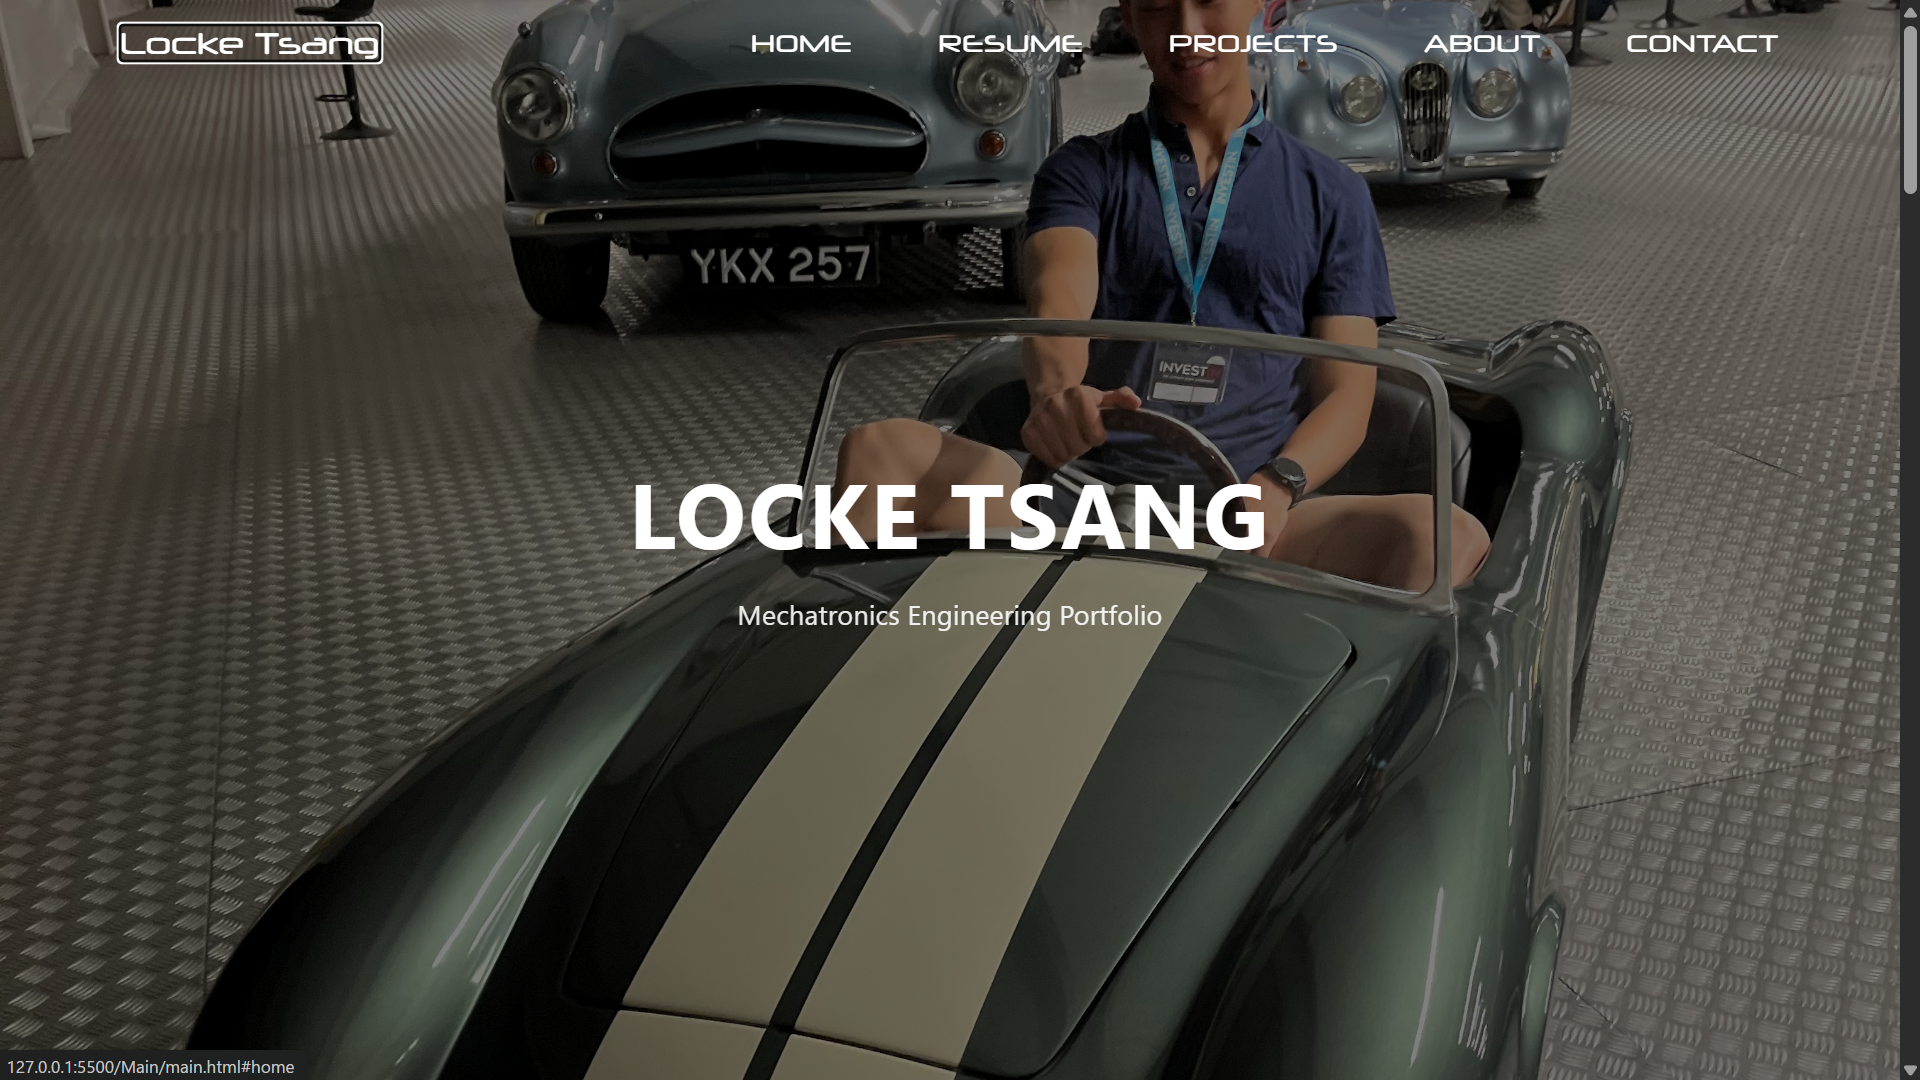 Locke Tsang
HOME
RESUME
PROJECTS
ABOUT
CONTACT
YKX 257
INVESTIN
LOCKE TSANG
Mechatronics Engineering Portfolio
127.0.0.1:5500/Main/main.html#home